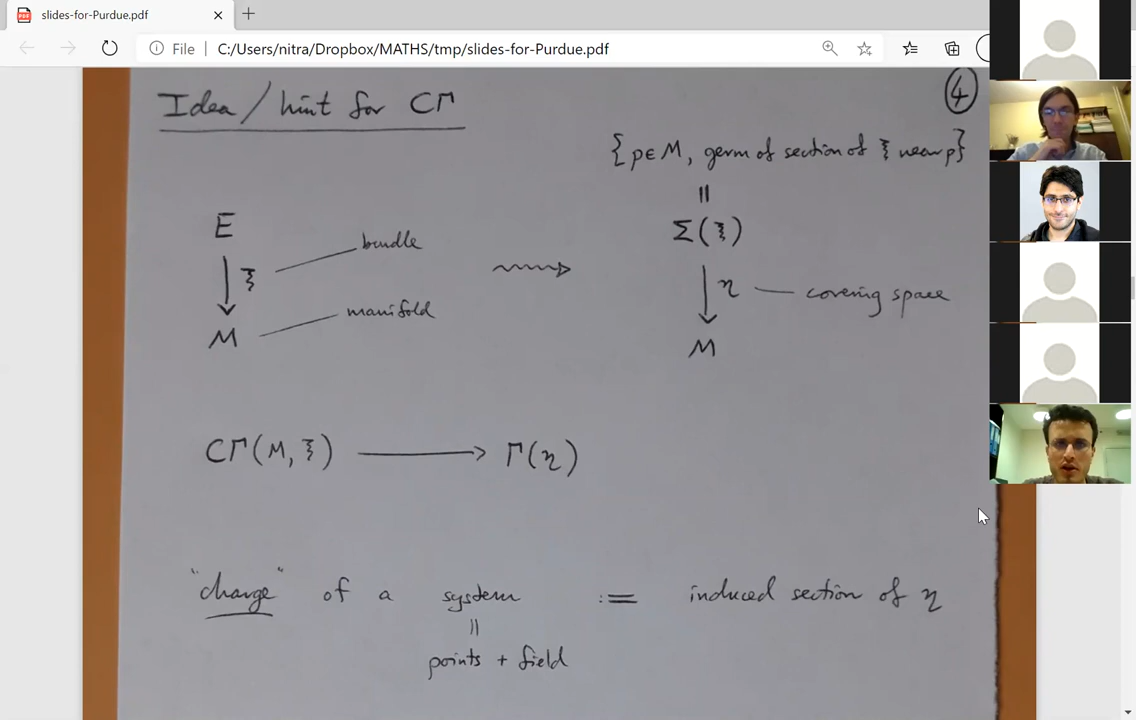 slides-for-Purdue.pdf
File
C:/Users/nitra/Dropbox/MATHS/tmp/slides-for-Purdue.pdf
Idea/hint for CΓ
4
{p∈M, germ of section of ξ near p}
=
E
Σ(ξ)
ξ
bundle
η
covering space
M
manifold
M
CΓ(M, ξ) → Γ(η)
"charge" of a system := induced section of η
=
points + field